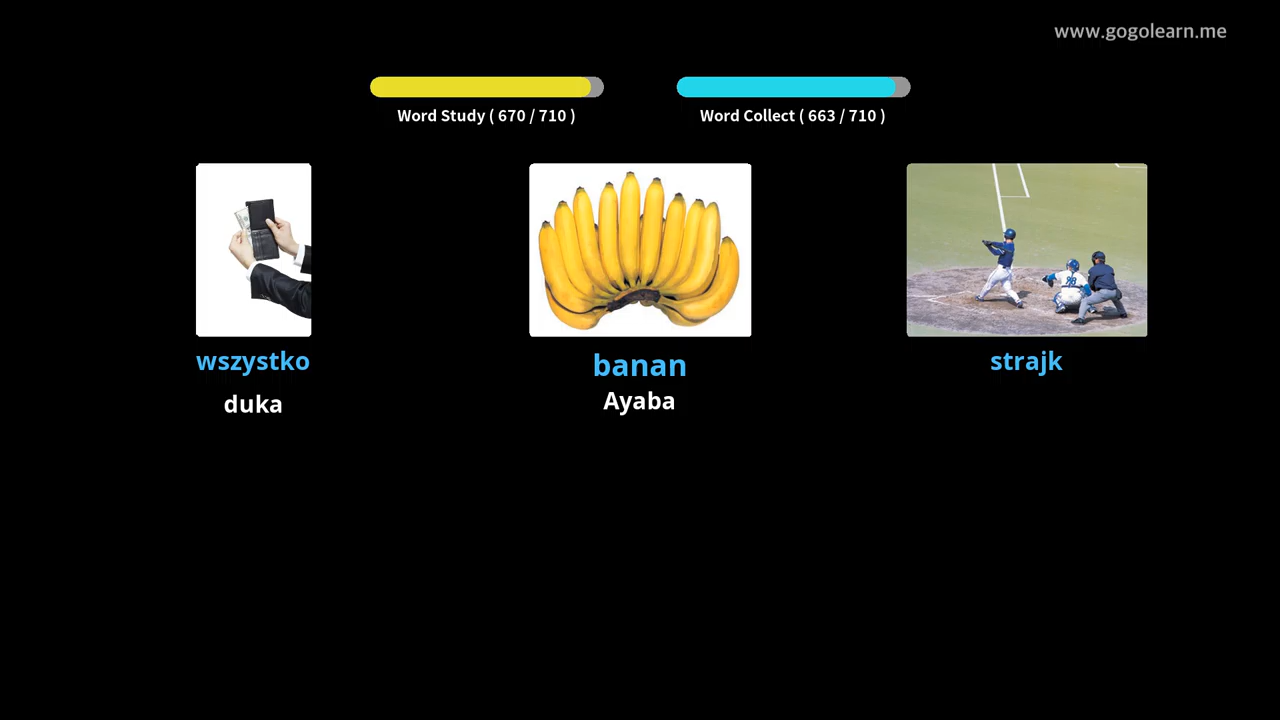 www.gogolearn.me
Word Study ( 670 / 710 )
Word Collect ( 663 / 710 )
wszystko
duka
banan
Ayaba
strajk